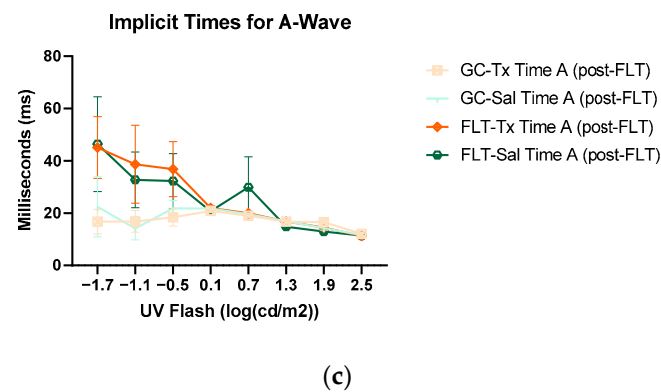 Implicit Times for A-Wave
Milliseconds (ms)
80
60
40
20
0
−1.7 −1.1 −0.5 0.1 0.7 1.3 1.9 2.5
UV Flash (log(cd/m2))
GC-Tx Time A (post-FLT)
GC-Sal Time A (post-FLT)
FLT-Tx Time A (post-FLT)
FLT-Sal Time A (post-FLT)
(c)